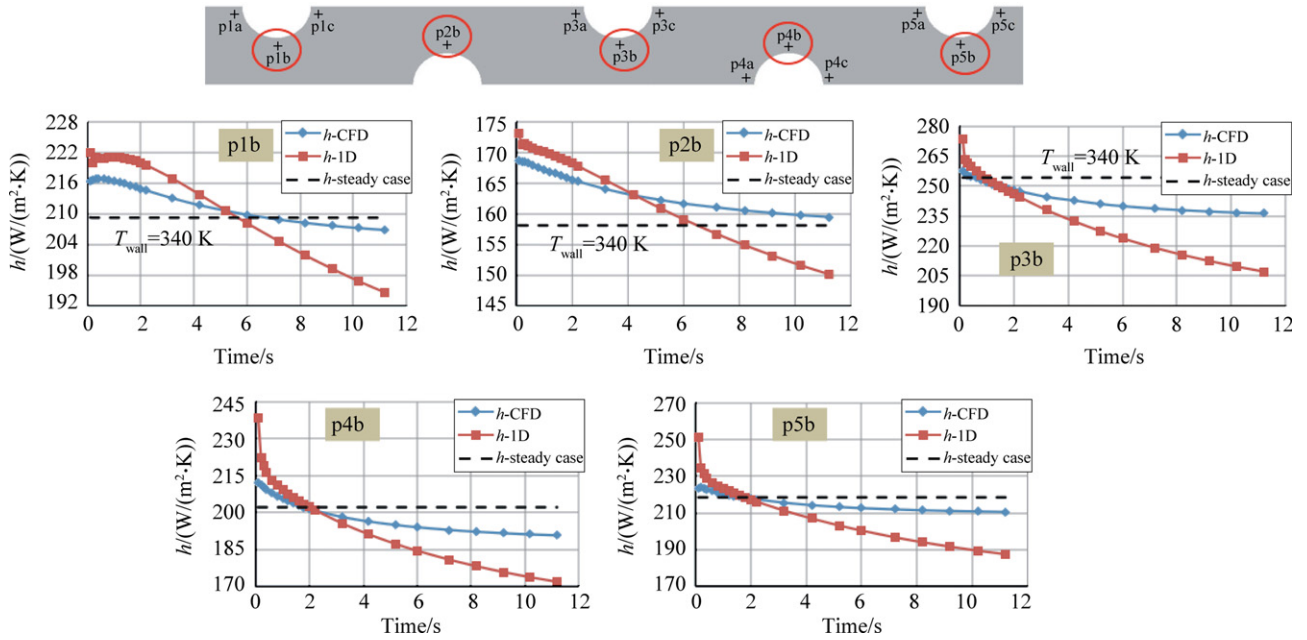 p1a p1c p3a p3c p5a p5c
p1b p2b p3b p4b p5b
p4a p4c
228 222 216 210 204 198 192
h/(W/(m²·K))
p1b
h-CFD
h-1D
h-steady case
T_wall=340 K
0 2 4 6 8 10 12
Time/s
175 170 165 160 155 150 145
h/(W/(m²·K))
p2b
h-CFD
h-1D
h-steady case
T_wall=340 K
0 2 4 6 8 10 12
Time/s
280 265 250 235 220 205 190
h/(W/(m²·K))
T_wall=340 K
h-CFD
h-1D
h-steady case
p3b
0 2 4 6 8 10 12
Time/s
245 230 215 200 185 170
h/(W/(m²·K))
p4b
h-CFD
h-1D
h-steady case
0 2 4 6 8 10 12
Time/s
270 250 230 210 190 170
h/(W/(m²·K))
p5b
h-CFD
h-1D
h-steady case
0 2 4 6 8 10 12
Time/s